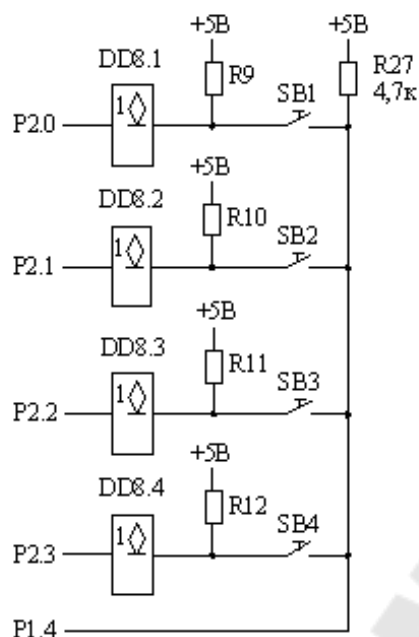 +5В +5В
DD8.1 R9 R27
SB1 4,7к
1
P2.0
+5В
DD8.2 R10
SB2
1
P2.1
+5В
DD8.3 R11
SB3
1
P2.2
+5В
DD8.4 R12
SB4
1
P2.3
P1.4